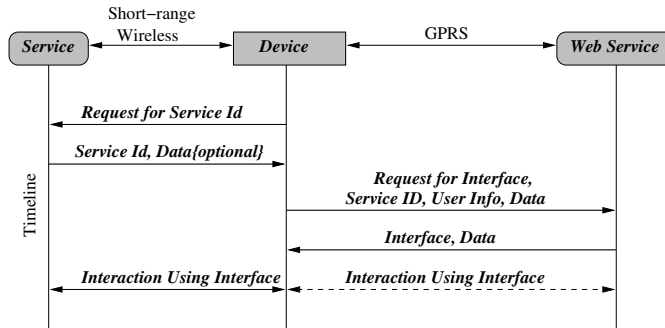 Short-range
Wireless
GPRS
Service
Device
Web Service
Request for Service Id
Service Id, Data{optional}
Request for Interface,
Service ID, User Info, Data
Interface, Data
Interaction Using Interface
Interaction Using Interface
Timeline